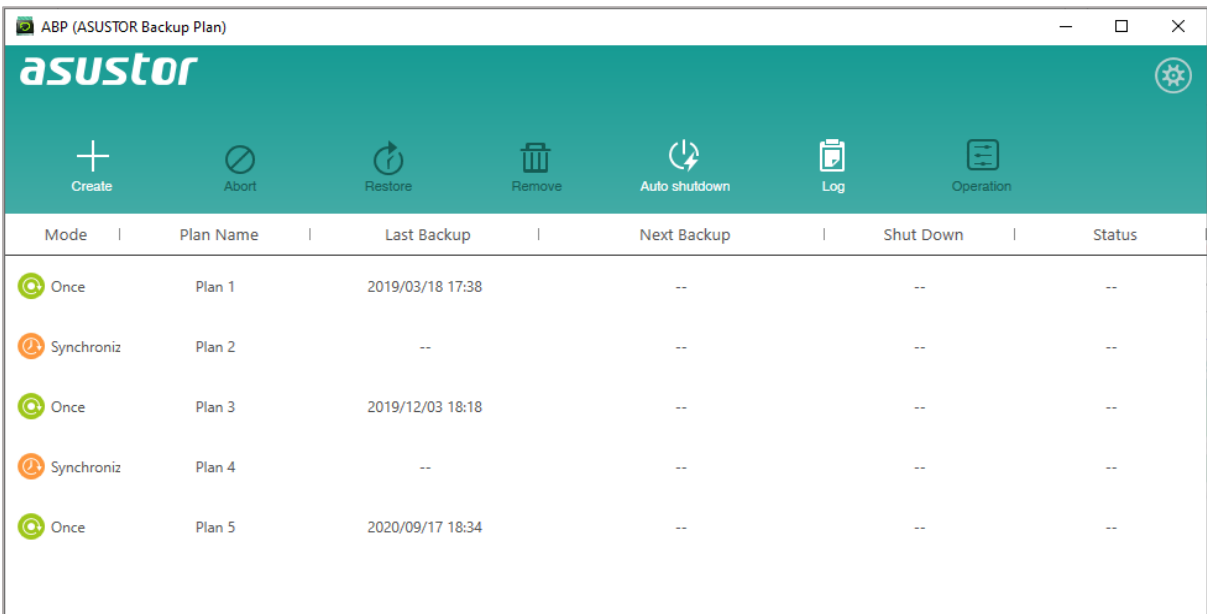 ABP (ASUSTOR Backup Plan)
asustor
Create Abort Restore Remove Auto shutdown Log Operation
Mode Plan Name Last Backup Next Backup Shut Down Status
Once Plan 1 2019/03/18 17:38 -- -- --
Synchroniz Plan 2 -- -- -- --
Once Plan 3 2019/12/03 18:18 -- -- --
Synchroniz Plan 4 -- -- -- --
Once Plan 5 2020/09/17 18:34 -- -- --